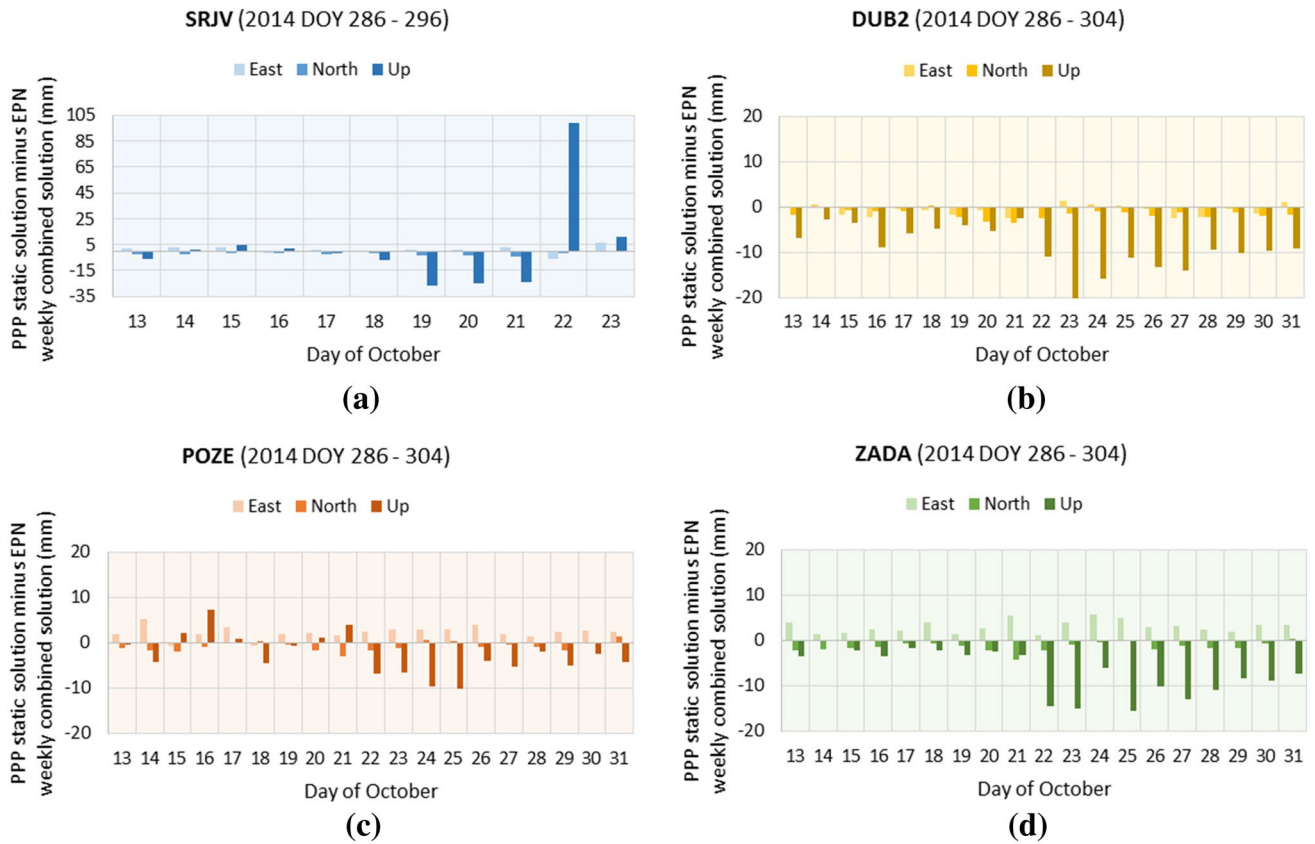 SRJV (2014 DOY 286 - 296)
East North Up
PPP static solution minus EPN
weekly combined solution (mm)
105
85
65
45
25
5
-15
-35
13 14 15 16 17 18 19 20 21 22 23
Day of October
(a)
DUB2 (2014 DOY 286 - 304)
East North Up
PPP static solution minus EPN
weekly combined solution (mm)
20
10
0
-10
-20
13 14 15 16 17 18 19 20 21 22 23 24 25 26 27 28 29 30 31
Day of October
(b)
POZE (2014 DOY 286 - 304)
East North Up
PPP static solution minus EPN
weekly combined solution (mm)
20
10
0
-10
-20
13 14 15 16 17 18 19 20 21 22 23 24 25 26 27 28 29 30 31
Day of October
(c)
ZADA (2014 DOY 286 - 304)
East North Up
PPP static solution minus EPN
weekly combined solution (mm)
20
10
0
-10
-20
13 14 15 16 17 18 19 20 21 22 23 24 25 26 27 28 29 30 31
Day of October
(d)